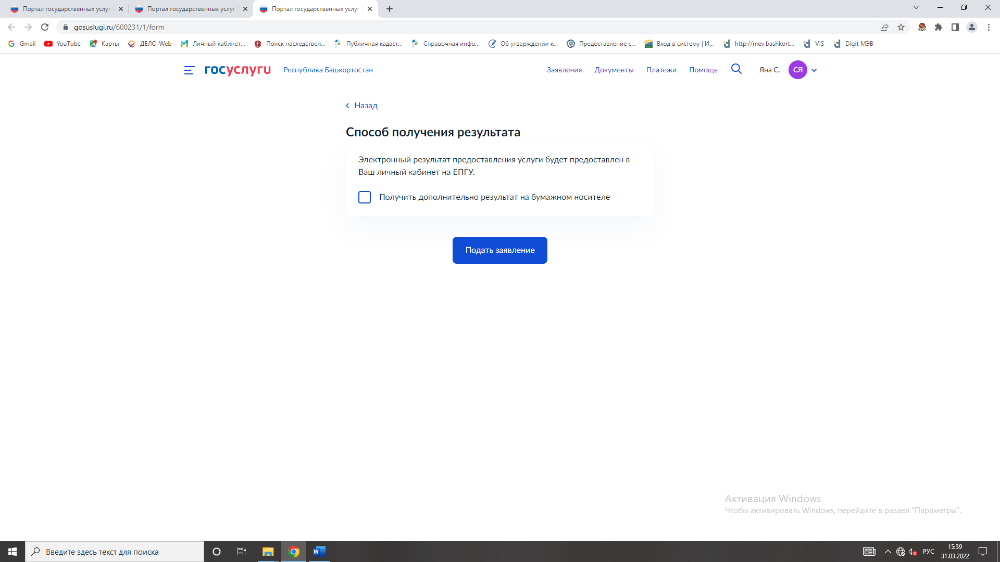 Портал государственных услуг
Портал государственных услуг
Портал государственных услуг
gosuslugi.ru/600231/1/form
Gmail
YouTube
Карты
ДЕЛО-Web
Личный кабинет...
Поиск наследствен...
Публичная кадаст...
Справочная инфо...
Об утверждении к...
Предоставление с...
Вход в систему | И...
http://mev.bashkort...
VIS
Digit МЭВ
госуслуги
Республика Башкортостан
Заявления
Документы
Платежи
Помощь
Яна С.
СЯ
Назад
Способ получения результата
Электронный результат предоставления услуги будет предоставлен в
Ваш личный кабинет на ЕПГУ.
Получить дополнительно результат на бумажном носителе
Подать заявление
Активация Windows
Чтобы активировать Windows, перейдите в раздел "Параметры".
Введите здесь текст для поиска
РУС
15:39
31.03.2022